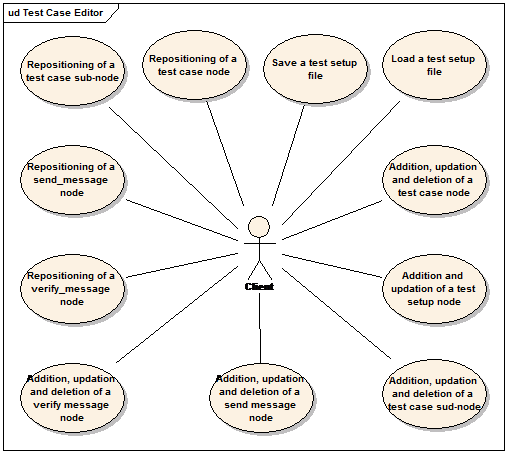 ud Test Case Editor
Repositioning of a
test case sub-node
Repositioning of a
test case node
Save a test setup
file
Load a test setup
file
Repositioning of a
send_message
node
Addition, updation
and deletion of a
test case node
Client
Repositioning of a
verify_message
node
Addition and
updation of a test
setup node
Addition, updation
and deletion of a
verify message
node
Addition, updation
and deletion of a
send message
node
Addition, updation
and deletion of a
test case sud-node